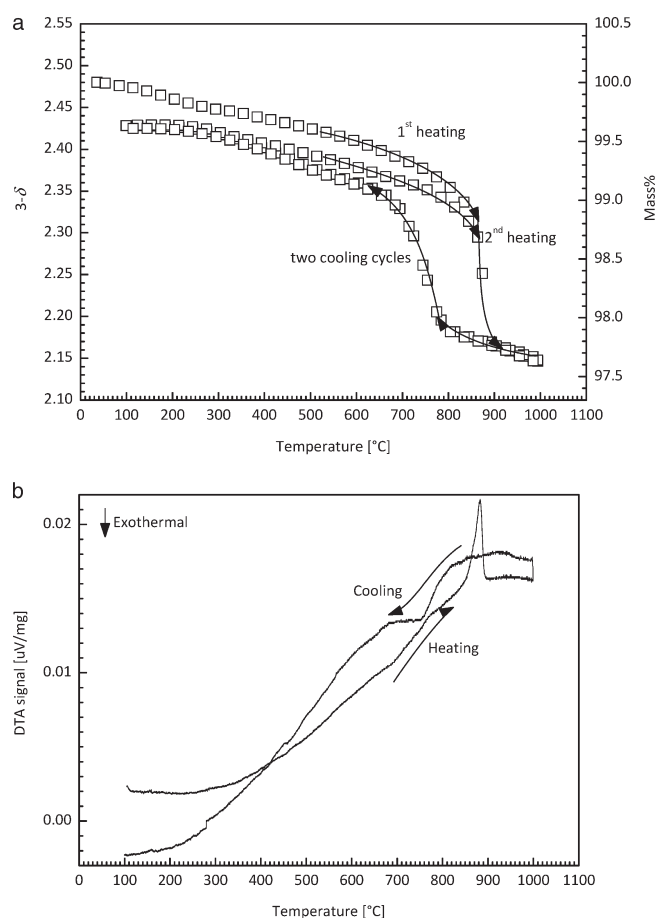 a
2.55
2.50
2.45
2.40
2.35
2.30
2.25
2.20
2.15
2.10
3-δ
100.5
100.0
99.5
99.0
98.5
98.0
97.5
Mass%
1st heating
2nd heating
two cooling cycles
0 100 200 300 400 500 600 700 800 900 1000 1100
Temperature [°C]
b
Exothermal
0.02
0.01
0.00
DTA signal [uV/mg]
Cooling
Heating
0 100 200 300 400 500 600 700 800 900 1000 1100
Temperature [°C]